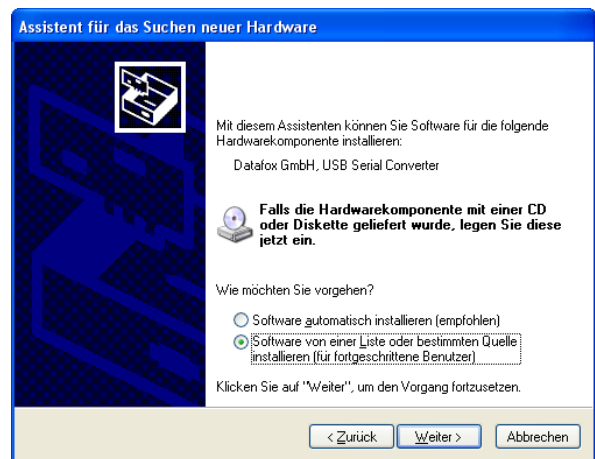 Assistent für das Suchen neuer Hardware
Mit diesem Assistenten können Sie Software für die folgende
Hardwarekomponente installieren:
Datafox GmbH, USB Serial Converter
Falls die Hardwarekomponente mit einer CD
oder Diskette geliefert wurde, legen Sie diese
jetzt ein.
Wie möchten Sie vorgehen?
Software automatisch installieren (empfohlen)
Software von einer Liste oder bestimmten Quelle
installieren (für fortgeschrittene Benutzer)
Klicken Sie auf "Weiter", um den Vorgang fortzusetzen.
< Zurück Weiter > Abbrechen